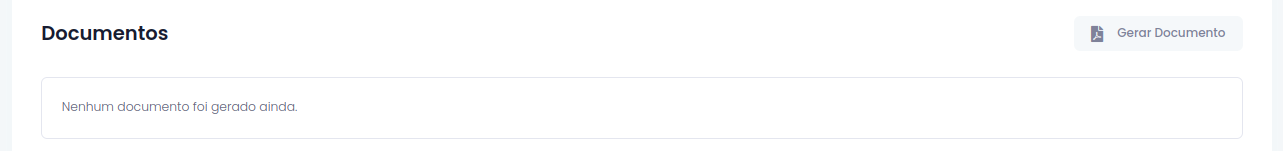 Documentos
Gerar Documento
Nenhum documento foi gerado ainda.